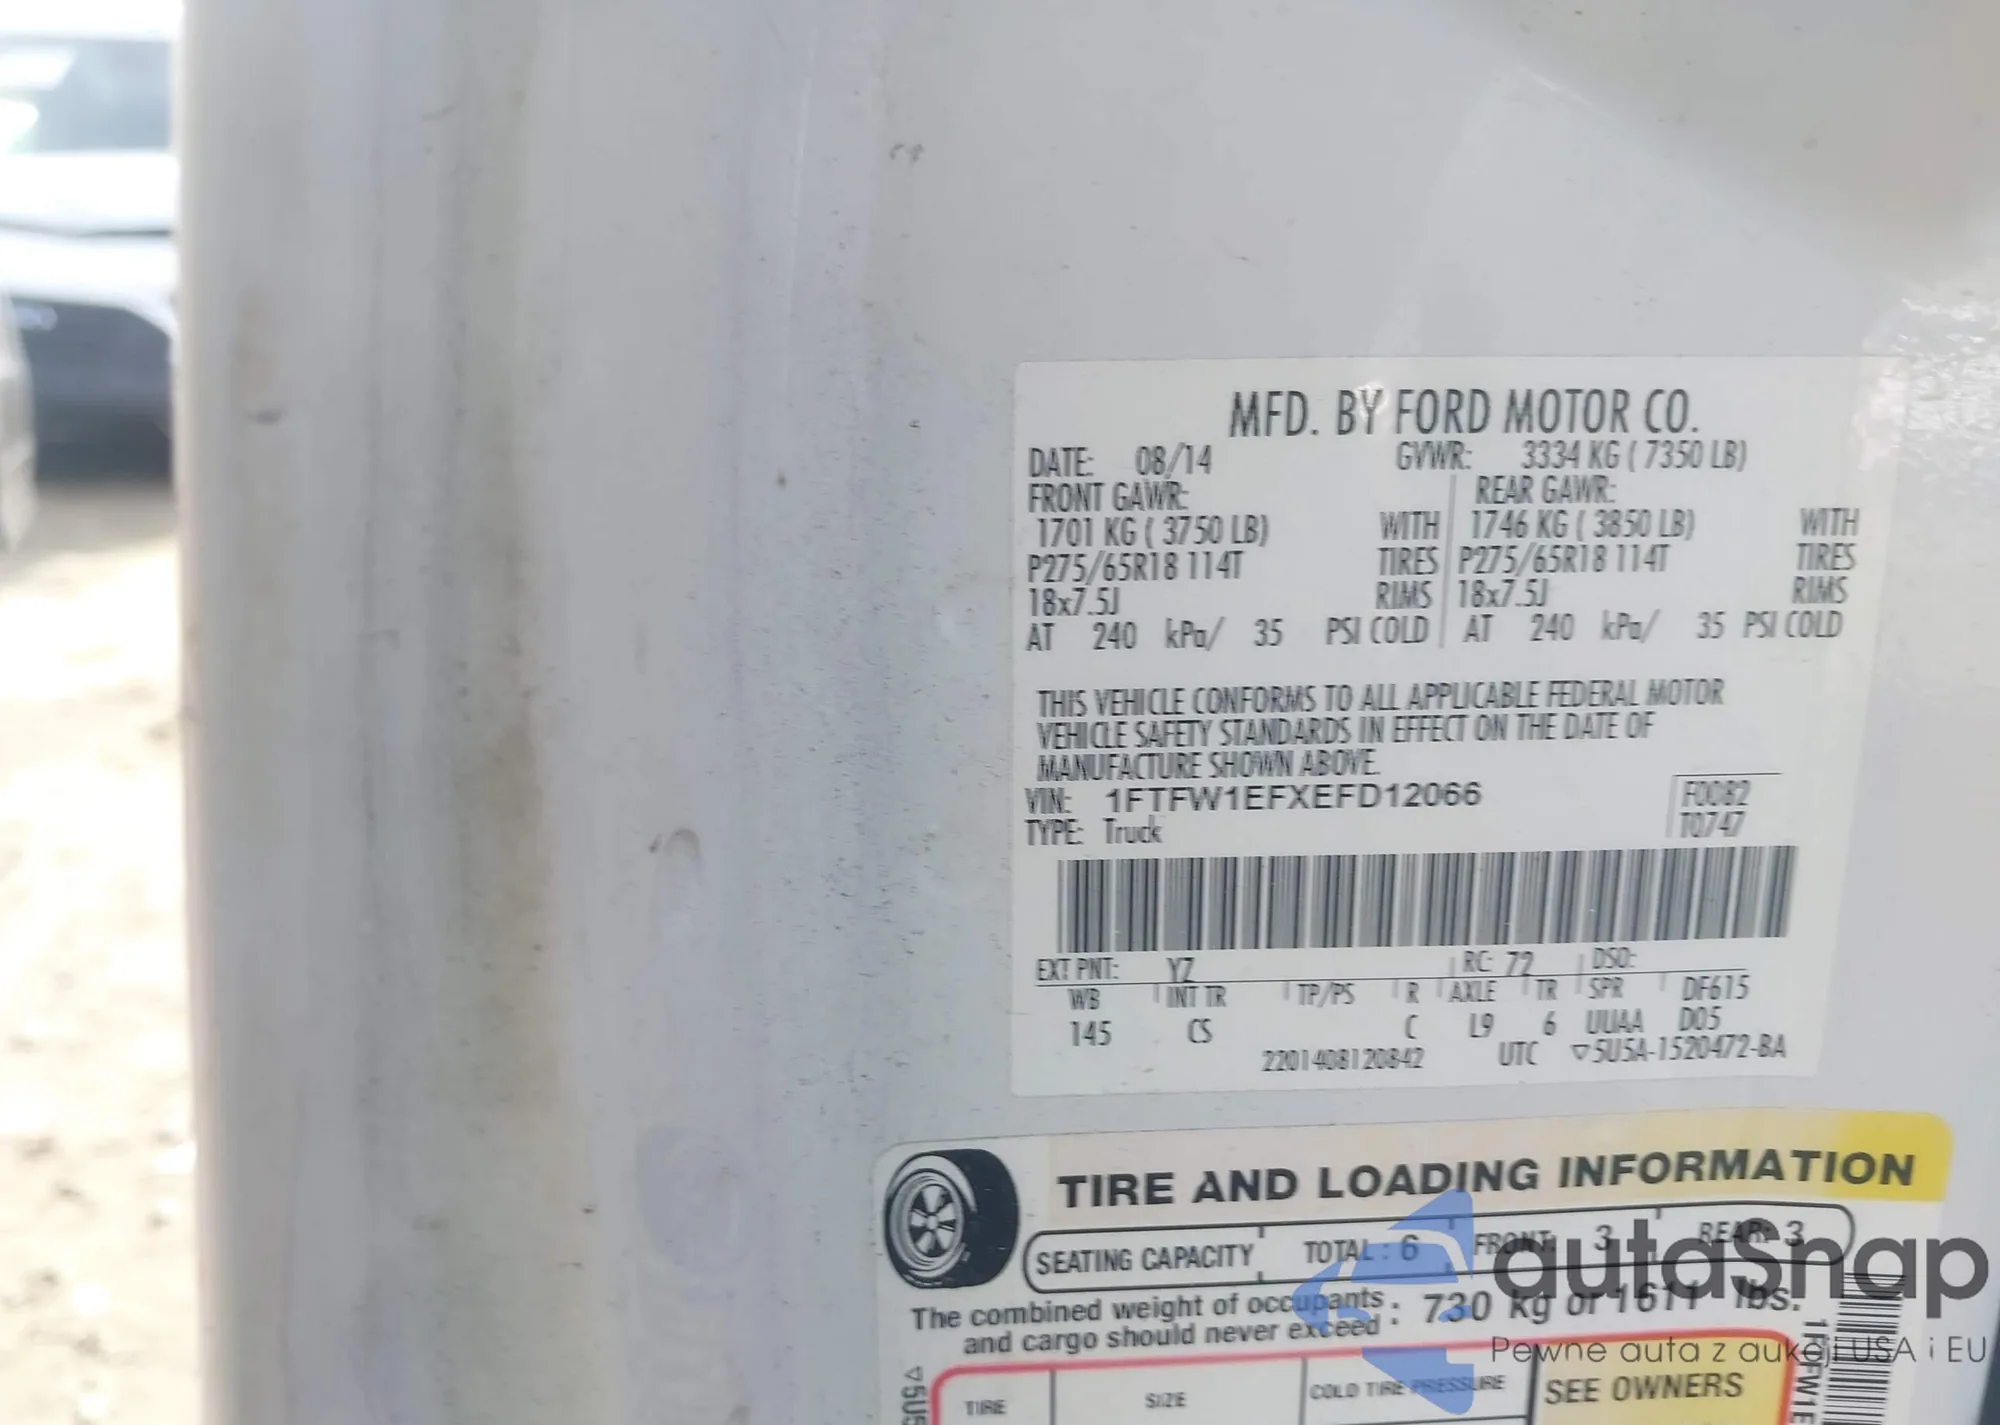 MFD. BY FORD MOTOR CO.
DATE: 08/14 GVWR: 3334 KG ( 7350 LB)
FRONT GAWR: REAR GAWR:
1701 KG ( 3750 LB) WITH 1746 KG ( 3850 LB) WITH
P275/65R18 114T TIRES P275/65R18 114T TIRES
18x7.5J RIMS 18x7.5J RIMS
AT 240 kPa/ 35 PSI COLD AT 240 kPa/ 35 PSI COLD
THIS VEHICLE CONFORMS TO ALL APPLICABLE FEDERAL MOTOR
VEHICLE SAFETY STANDARDS IN EFFECT ON THE DATE OF
MANUFACTURE SHOWN ABOVE.
VIN: 1FTFW1EFXEFD12066 F0082
TYPE: Truck T0747
EXT PNT: YZ RC: 72 DSO:
WB INT TR TP/PS R AXLE TR SPR DF615
145 CS C L9 6 UUAA D05
2201408120842 UTC ▽5U5A-1520472-BA
TIRE AND LOADING INFORMATION
SEATING CAPACITY TOTAL : 6 FRONT: 3 REAR: 3
The combined weight of occupants : 730 kg or 1611 lbs.
and cargo should never exceed :
TIRE SIZE COLD TIRE PRESSURE SEE OWNERS
▽5U5
autaSnap
Pewne auta z aukcji USA i EU